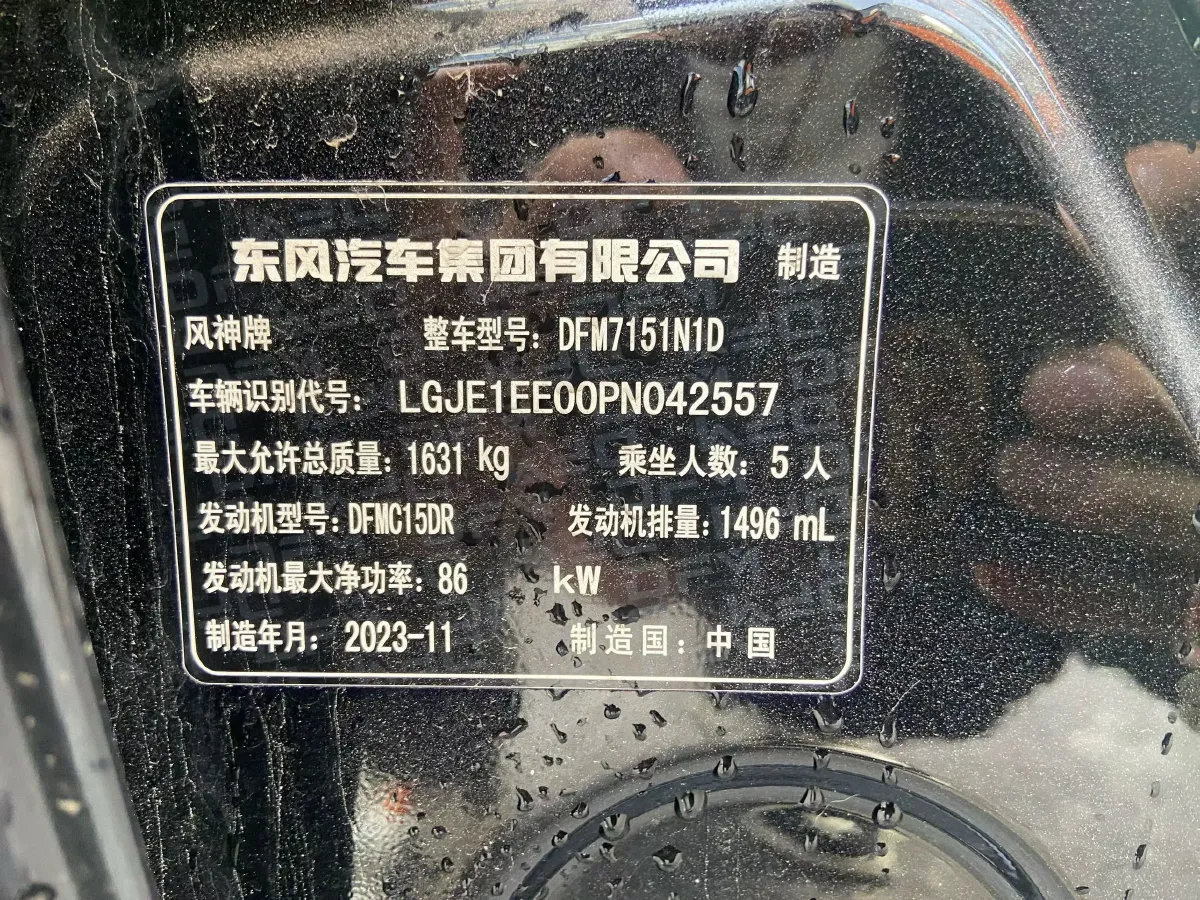 东风汽车集团有限公司 制造
风神牌 整车型号：DFM7151N1D
车辆识别代号： LGJE1EE00PN042557
最大允许总质量：1631 kg 乘坐人数：5 人
发动机型号：DFMC15DR 发动机排量：1496 mL
发动机最大净功率：86 kW
制造年月： 2023-11 制造国：中国